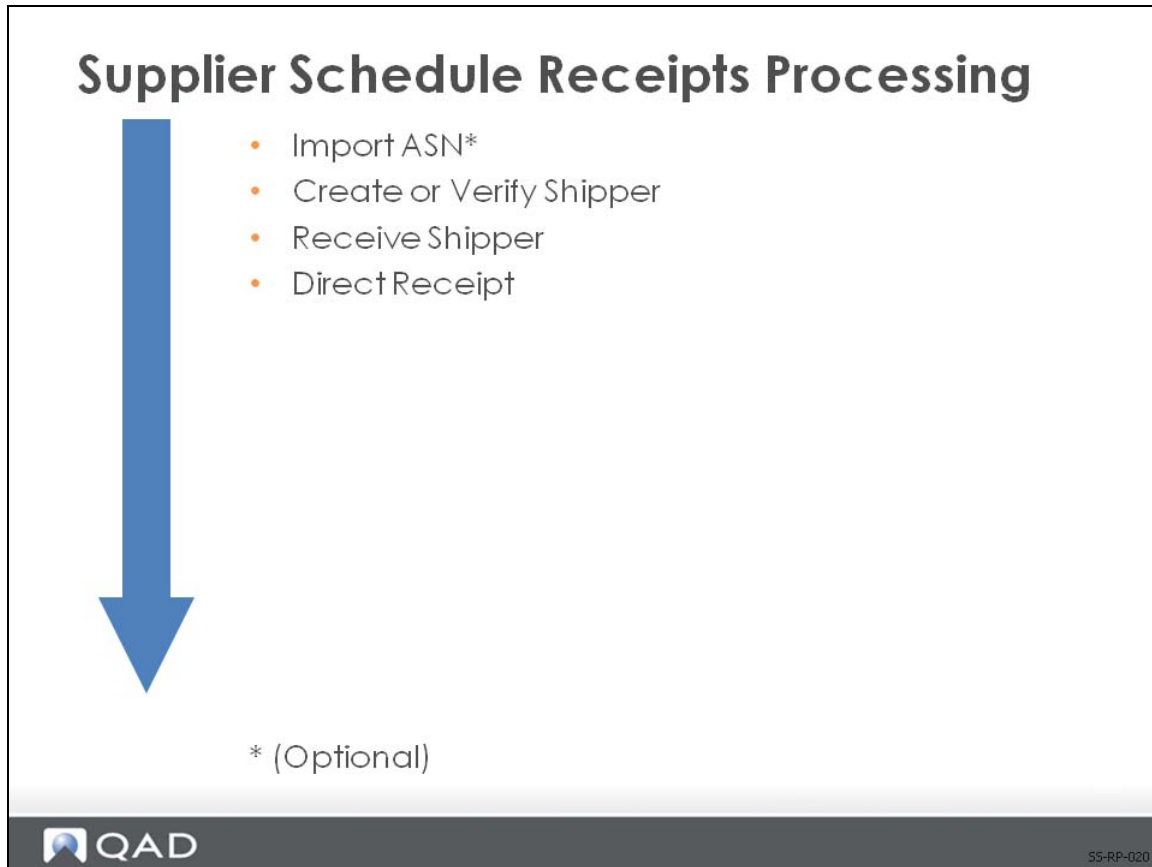 Supplier Schedule Receipts Processing
• Import ASN*
• Create or Verify Shipper
• Receive Shipper
• Direct Receipt
* (Optional)
QAD
SS-RP-020